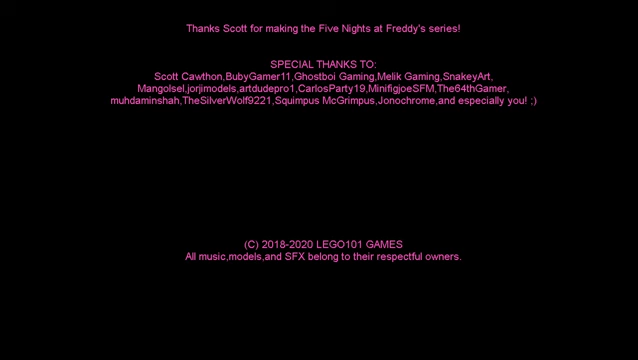 Thanks Scott for making the Five Nights at Freddy's series!
SPECIAL THANKS TO:
Scott Cawthon,BubyGamer11,Ghostboi Gaming,Melik Gaming,SnakeyArt,
Mangolsel,jorjimodels,artdudepro1,CarlosParty19,MinifigjoeSFM,The64thGamer,
muhdaminshah,TheSilverWolf9221,Squimpus McGrimpus,Jonochrome,and especially you! ;)
(C) 2018-2020 LEGO101 GAMES
All music,models,and SFX belong to their respectful owners.